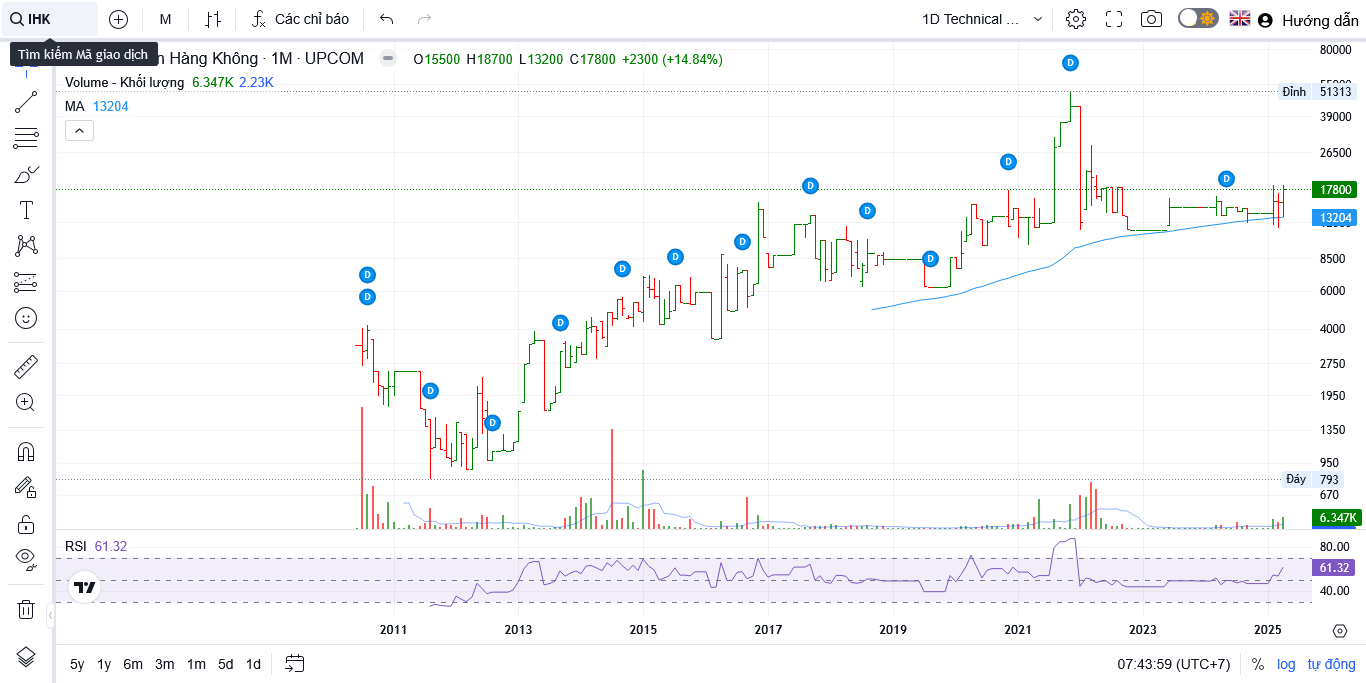 IHK
M
Các chỉ báo
1D Technical ...
Hướng dẫn
Tìm kiếm Mã giao dịch
n Hàng Không · 1M · UPCOM
O15500 H18700 L13200 C17800 +2300 (+14.84%)
Volume - Khối lượng 6.347K 2.23K
MA 13204
80000
Đỉnh 51313
39000
26500
17800
13204
8500
6000
4000
2750
1950
1350
950
Đáy 793
670
6.347K
D
D
D
D
D
D
D
D
D
D
D
D
D
D
RSI 61.32
80.00
61.32
40.00
2011 2013 2015 2017 2019 2021 2023 2025
5y 1y 6m 3m 1m 5d 1d
07:43:59 (UTC+7) % log tự động